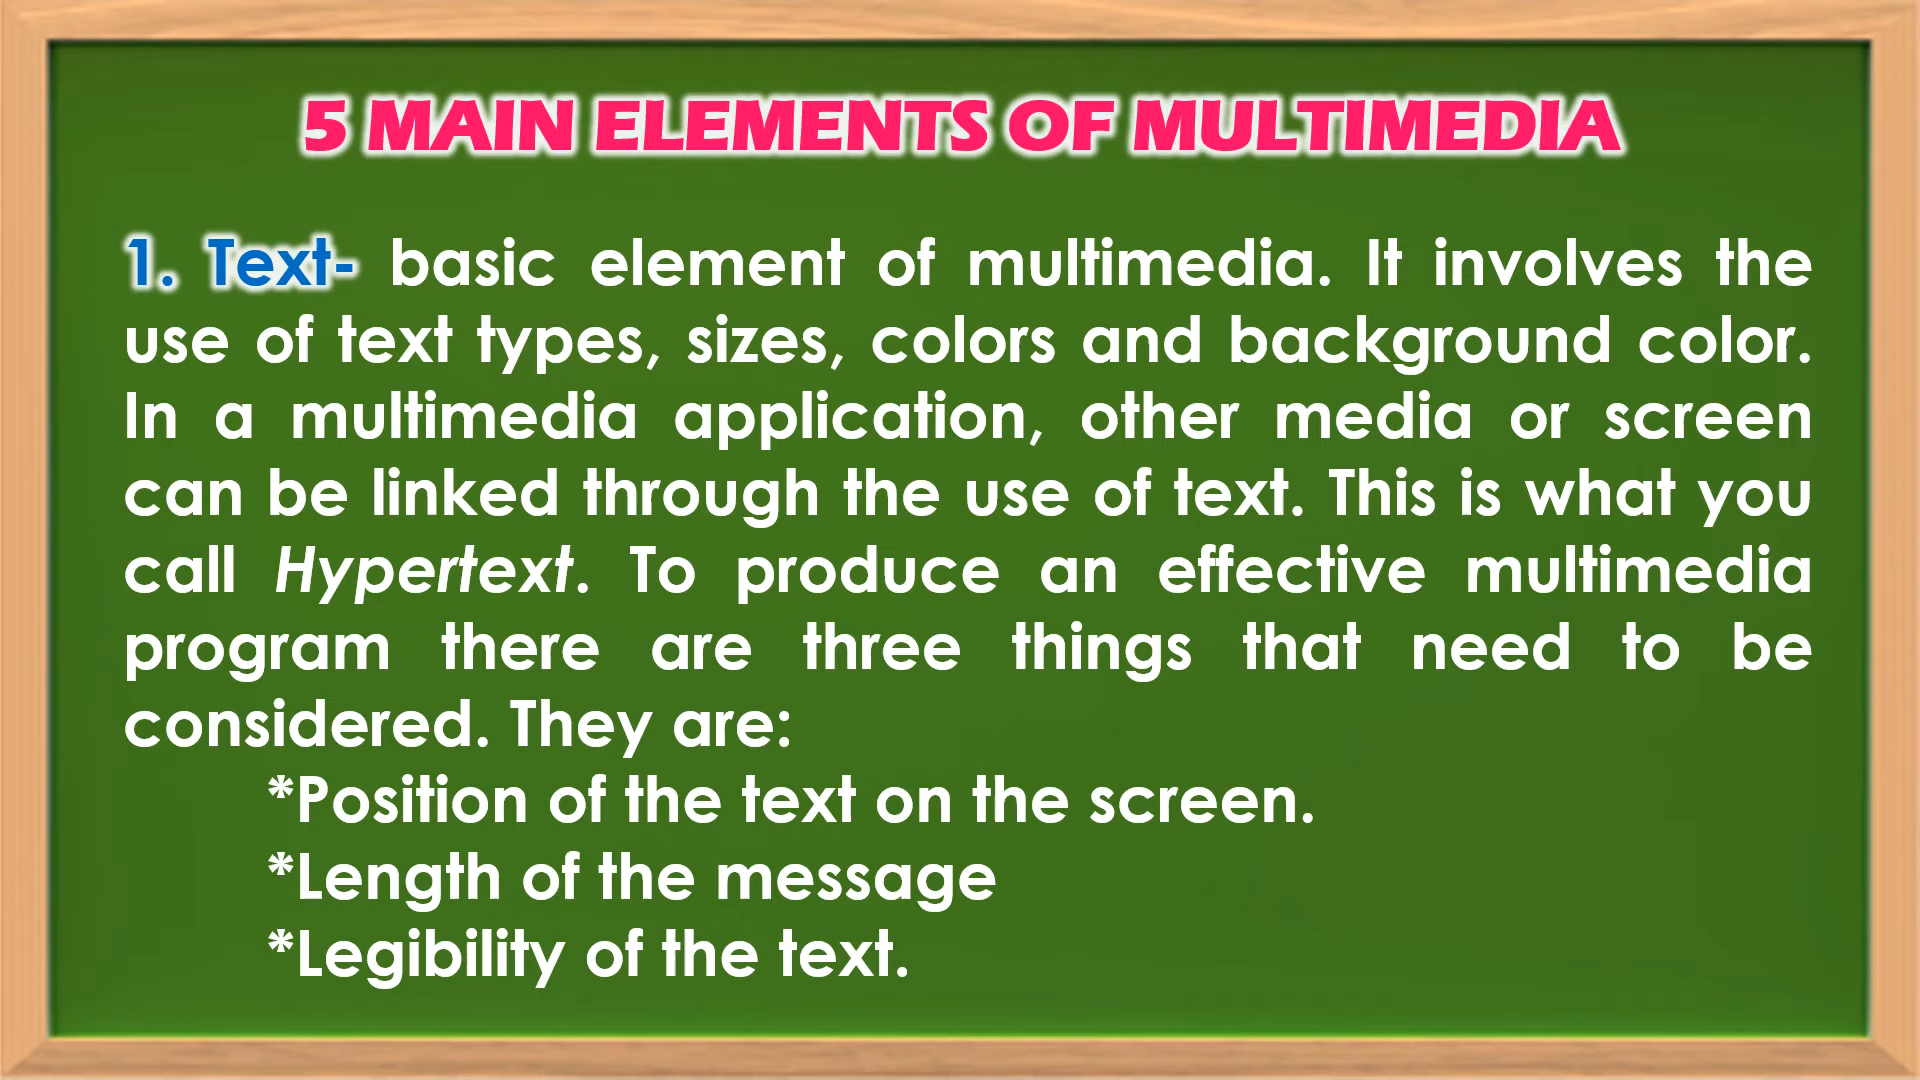 5 MAIN ELEMENTS OF MULTIMEDIA
1. Text- basic element of multimedia. It involves the
use of text types, sizes, colors and background color.
In a multimedia application, other media or screen
can be linked through the use of text. This is what you
call Hypertext. To produce an effective multimedia
program there are three things that need to be
considered. They are:
*Position of the text on the screen.
*Length of the message
*Legibility of the text.